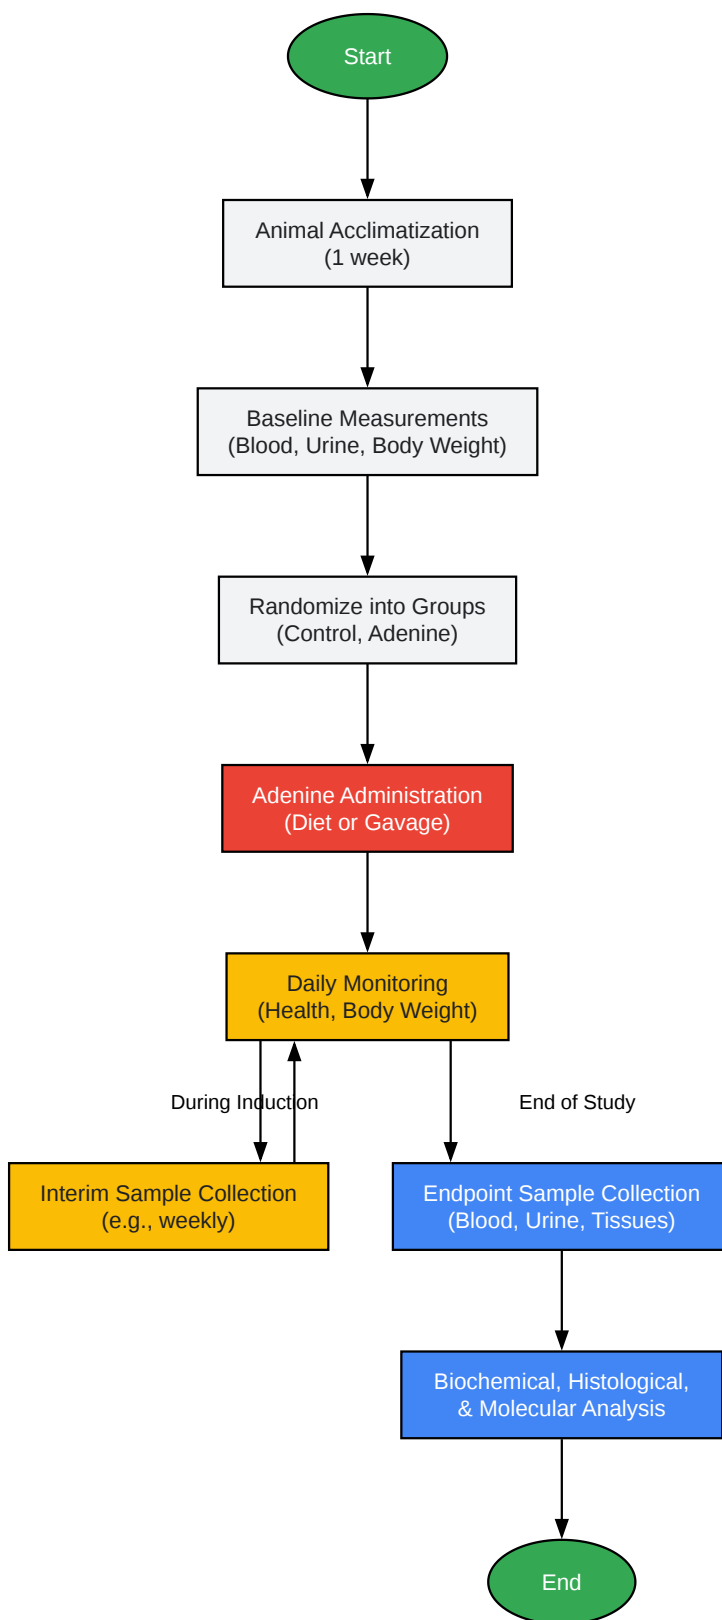 Start
Animal Acclimatization
(1 week)
Baseline Measurements
(Blood, Urine, Body Weight)
Randomize into Groups
(Control, Adenine)
Adenine Administration
(Diet or Gavage)
Daily Monitoring
(Health, Body Weight)
During Induction
End of Study
Interim Sample Collection
(e.g., weekly)
Endpoint Sample Collection
(Blood, Urine, Tissues)
Biochemical, Histological,
& Molecular Analysis
End